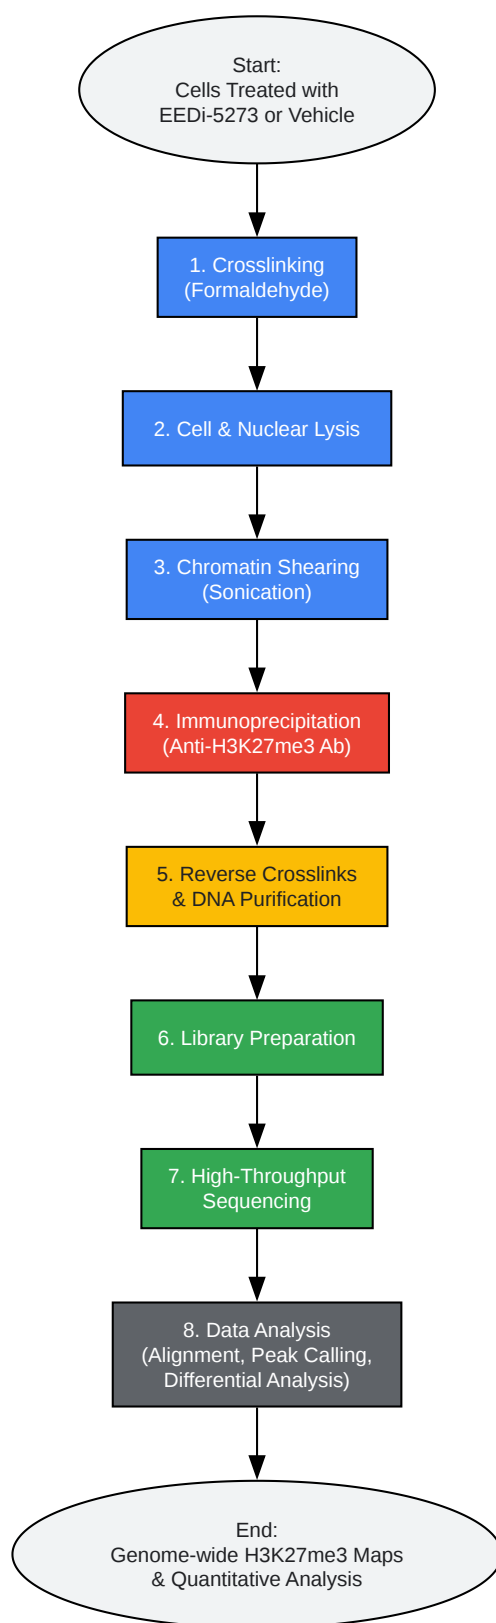 Start:
Cells Treated with
EEDi-5273 or Vehicle
1. Crosslinking
(Formaldehyde)
2. Cell & Nuclear Lysis
3. Chromatin Shearing
(Sonication)
4. Immunoprecipitation
(Anti-H3K27me3 Ab)
5. Reverse Crosslinks
& DNA Purification
6. Library Preparation
7. High-Throughput
Sequencing
8. Data Analysis
(Alignment, Peak Calling,
Differential Analysis)
End:
Genome-wide H3K27me3 Maps
& Quantitative Analysis